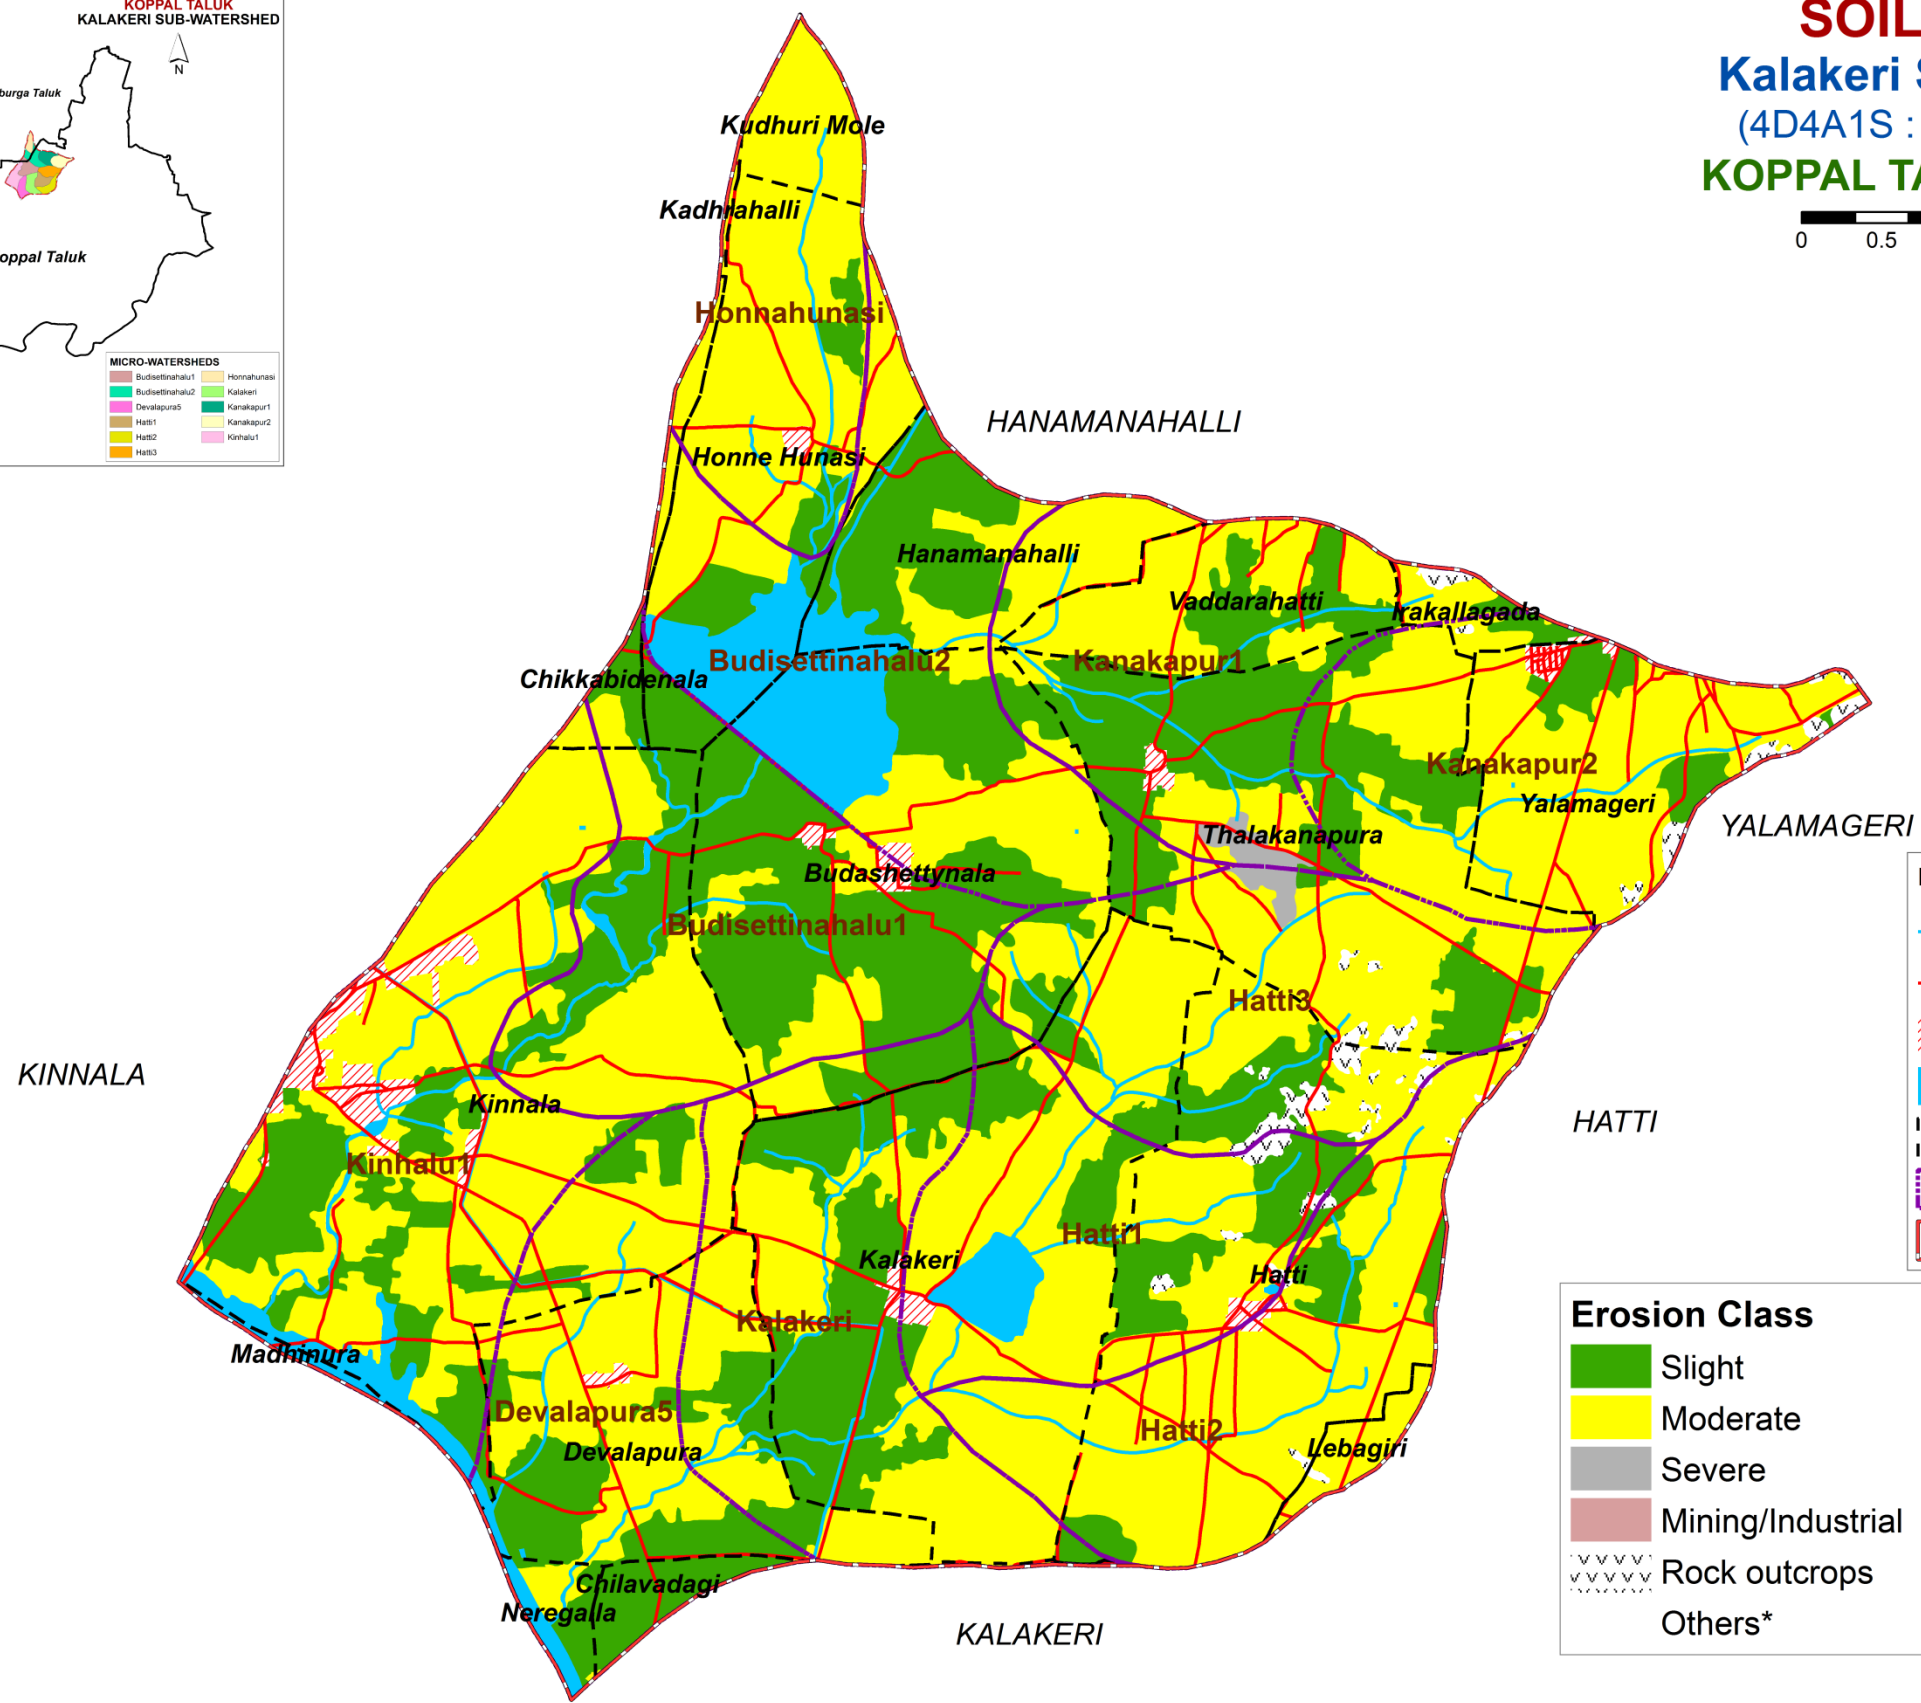 KOPPAL TALUK
KALAKERI SUB-WATERSHED
N
burga Taluk
oppal Taluk
MICRO-WATERSHEDS
Budisettinahalu1
Honnahunasi
Budisettinahalu2
Kalakeri
Devalapura5
Kanakapur1
Hatti1
Kanakapur2
Hatti2
Kinhalu1
Hatti3
SOIL
Kalakeri S
(4D4A1S :
KOPPAL TA
0 0.5
Kudhuri Mole
Kadhrahalli
Honnahunasi
HANAMANAHALLI
Honne Hunasi
Hanamanahalli
Vaddarahatti
Irakallagada
Budisettinahalu2
Kanakapur1
Chikkabidenala
Kanakapur2
Yalamageri
YALAMAGERI
Thalakanapura
Budashettynala
Budisettinahalu1
Hatti3
KINNALA
Kinnala
HATTI
Kinhalu1
Hatti1
Kalakeri
Hatti
Kalakeri
Madhinura
Devalapura5
Devalapura
Hatti2
Lebagiri
Chilavadagi
Neregalla
KALAKERI
Erosion Class
Slight
Moderate
Severe
Mining/Industrial
Rock outcrops
Others*